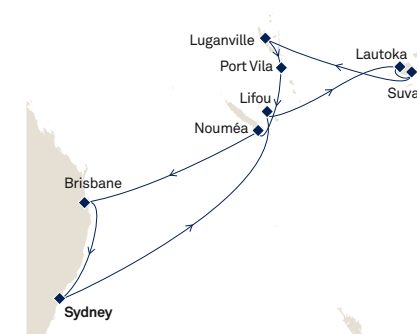 Luganville
Lautoka
Port Vila
Suva
Lifou
Nouméa
Brisbane
Sydney